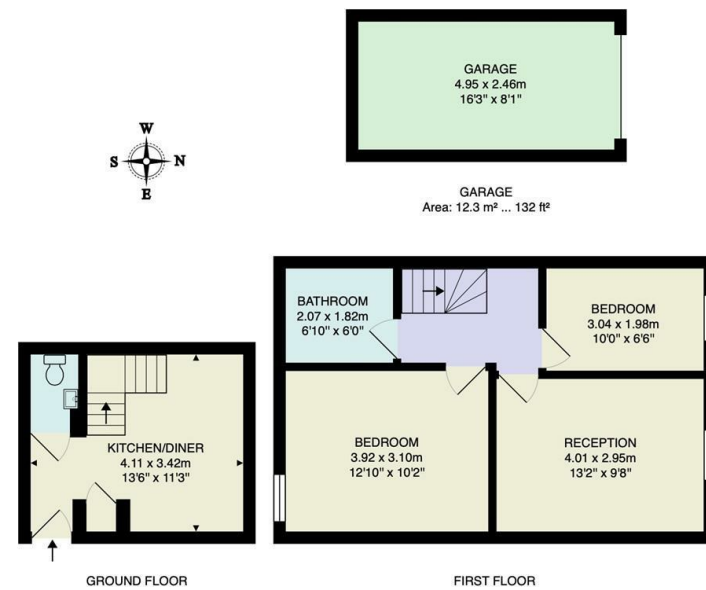 GARAGE
4.95 x 2.46m
16'3" x 8'1"
W
S N
E
GARAGE
Area: 12.3 m² ... 132 ft²
BATHROOM
2.07 x 1.82m
6'10" x 6'0"
BEDROOM
3.04 x 1.98m
10'0" x 6'6"
KITCHEN/DINER
4.11 x 3.42m
13'6" x 11'3"
BEDROOM
3.92 x 3.10m
12'10" x 10'2"
RECEPTION
4.01 x 2.95m
13'2" x 9'8"
GROUND FLOOR
FIRST FLOOR